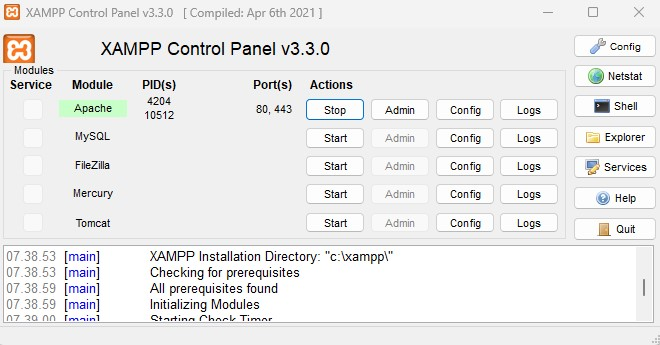 XAMPP Control Panel v3.3.0 [ Compiled: Apr 6th 2021 ]
XAMPP Control Panel v3.3.0
Config
Modules
Service Module PID(s) Port(s) Actions
Netstat
Apache 4204 10512 80, 443 Stop Admin Config Logs
Shell
MySQL Start Admin Config Logs
Explorer
FileZilla Start Admin Config Logs
Services
Mercury Start Admin Config Logs
Help
Tomcat Start Admin Config Logs
Quit
07.38.53 [main] XAMPP Installation Directory: "c:\xampp\"
07.38.53 [main] Checking for prerequisites
07.38.59 [main] All prerequisites found
07.38.59 [main] Initializing Modules
07.39.00 [main] Starting Check Timer